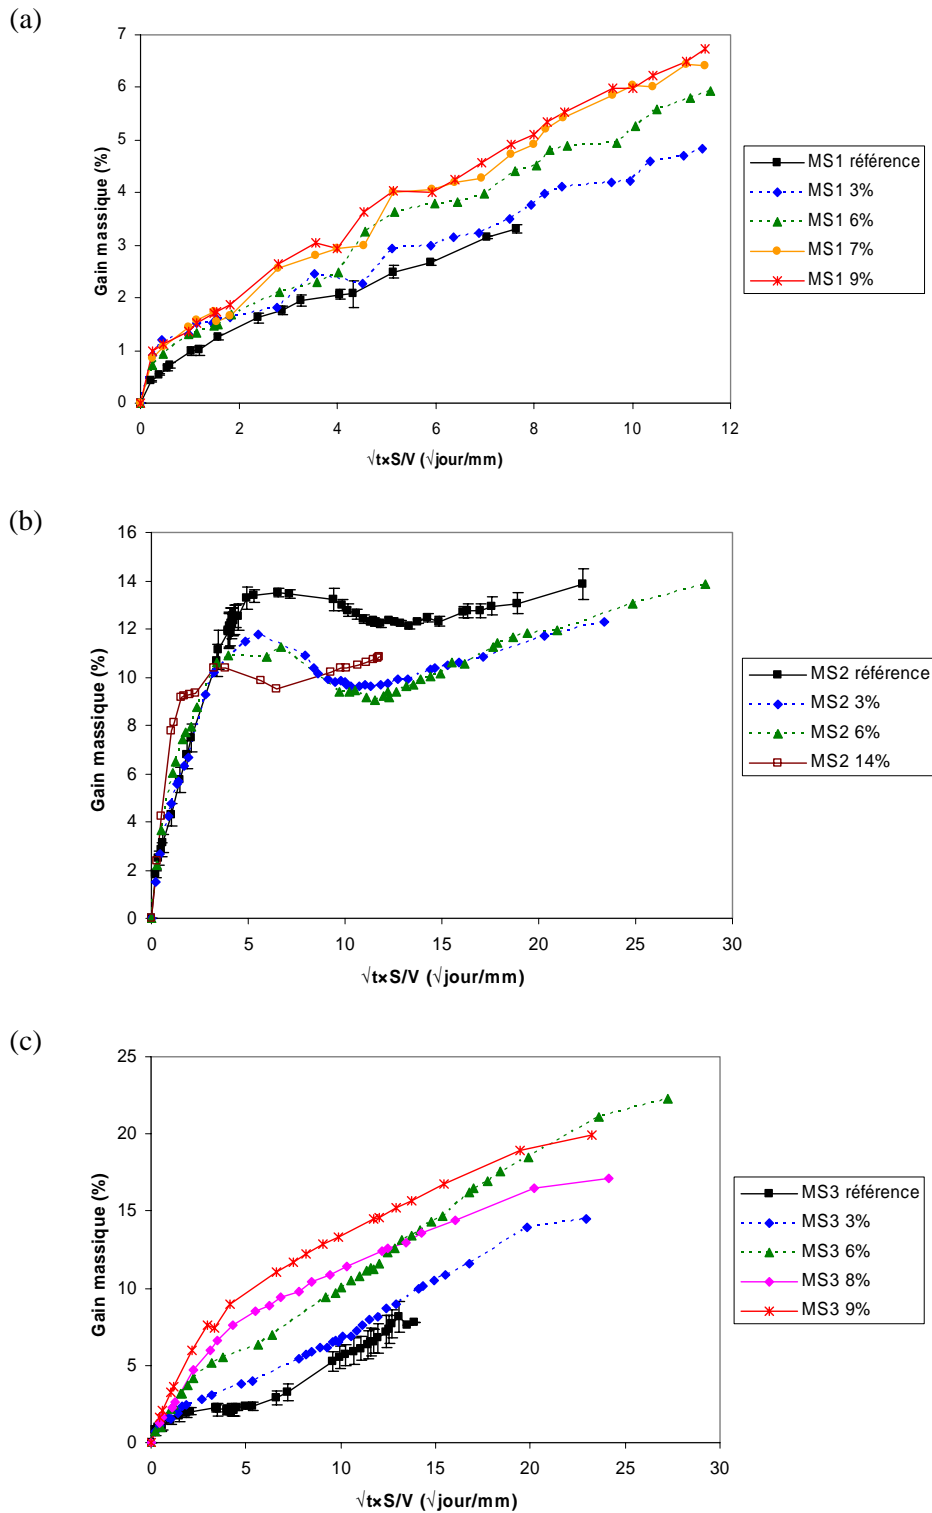 (a)
7
6
5
4
3
2
1
0
Gain massique (%)
0 2 4 6 8 10 12
√t×S/V (√jour/mm)
MS1 référence
MS1 3%
MS1 6%
MS1 7%
MS1 9%
(b)
16
14
12
10
8
6
4
2
0
Gain massique (%)
0 5 10 15 20 25 30
√t×S/V (√jour/mm)
MS2 référence
MS2 3%
MS2 6%
MS2 14%
(c)
25
20
15
10
5
0
Gain massique (%)
0 5 10 15 20 25 30
√t×S/V (√jour/mm)
MS3 référence
MS3 3%
MS3 6%
MS3 8%
MS3 9%